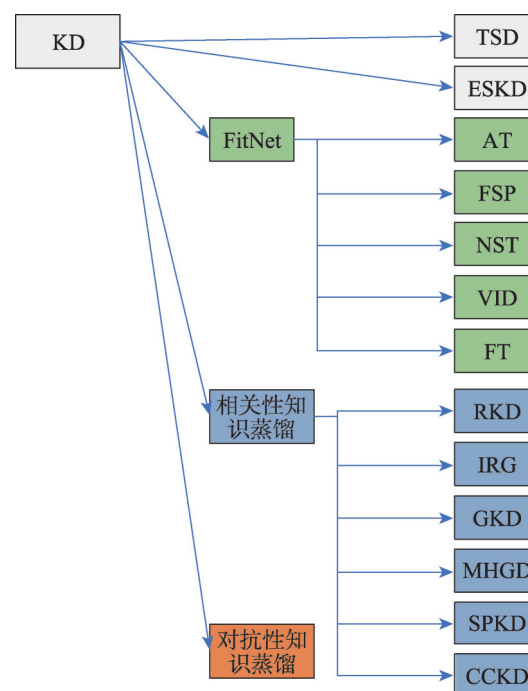 KD
TSD
ESKD
FitNet
AT
FSP
NST
VID
FT
相关性知
识蒸馏
RKD
IRG
GKD
MHGD
SPKD
CCKD
对抗性知
识蒸馏